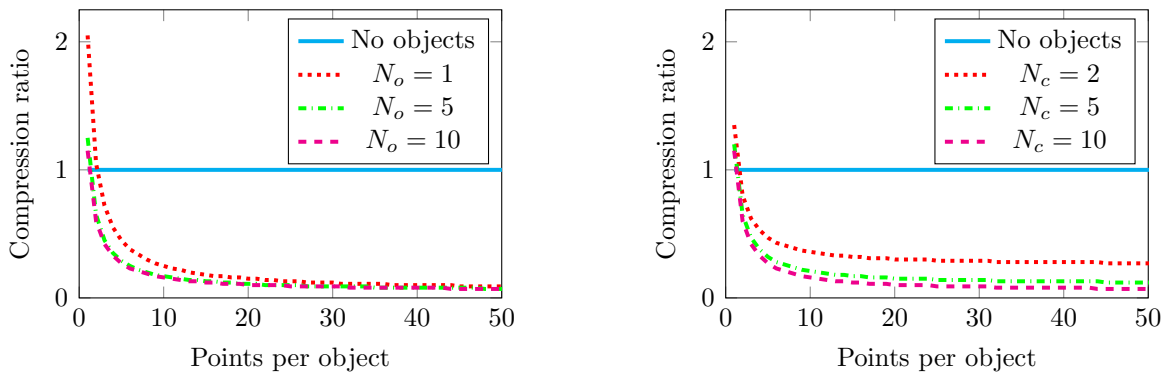 Compression ratio
2
1
0
0
10
20
30
40
50
Points per object
No objects
N_o = 1
N_o = 5
N_o = 10
Compression ratio
2
1
0
0
10
20
30
40
50
Points per object
No objects
N_c = 2
N_c = 5
N_c = 10